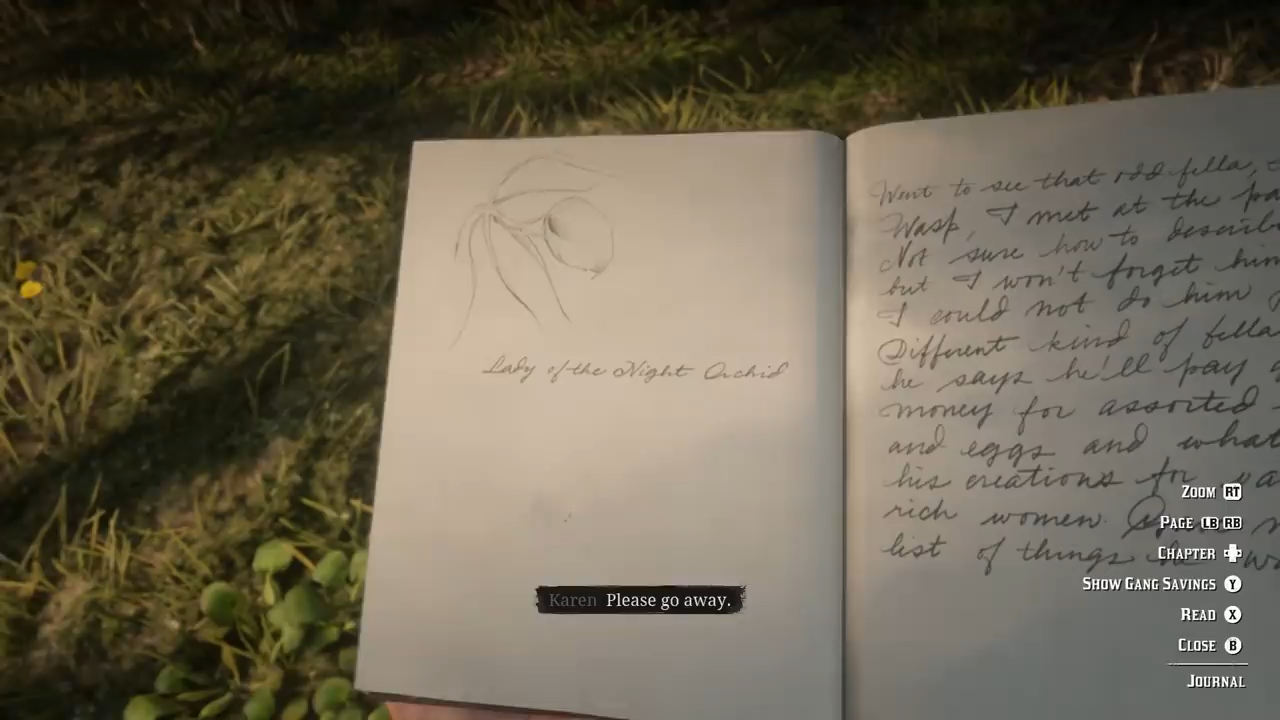 Lady of the Night Orchid
Went to see that odd fella,
Wasp, I met at the
Not sure how to
but I won't forget him
I could not do him
Different kind of fella
he says he'll pay
money for assorted
and eggs and what
his creations for
rich women.
list of things he
Karen Please go away.
ZOOM RT
PAGE LB RB
CHAPTER
SHOW GANG SAVINGS Y
READ X
CLOSE B
JOURNAL